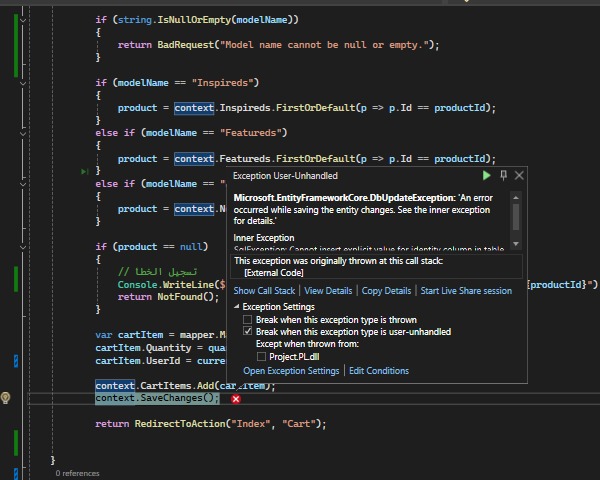 if (string.IsNullOrEmpty(modelName))
{
return BadRequest("Model name cannot be null or empty.");
}
if (modelName == "Inspireds")
{
product = context.Inspireds.FirstOrDefault(p => p.Id == productId);
}
else if (modelName == "Featureds")
{
product = context.Featureds.FirstOrDefault(p => p.Id == productId);
}
else if (modelName == "
{
product = context.N
}
if (product == null)
{
// تسجيل الخطأ
Console.WriteLine($
{productId}")
return NotFound();
}
var cartItem = mapper.M
cartItem.Quantity = qua
cartItem.UserId = curre
context.CartItems.Add(cartItem);
context.SaveChanges();
return RedirectToAction("Index", "Cart");
}
0 references
Exception User-Unhandled
Microsoft.EntityFrameworkCore.DbUpdateException: 'An error
occurred while saving the entity changes. See the inner exception
for details.'
Inner Exception
SqlException: Cannot insert explicit value for identity column in table
This exception was originally thrown at this call stack:
[External Code]
Show Call Stack | View Details | Copy Details | Start Live Share session
Exception Settings
Break when this exception type is thrown
Break when this exception type is user-unhandled
Except when thrown from:
Project.PL.dll
Open Exception Settings | Edit Conditions